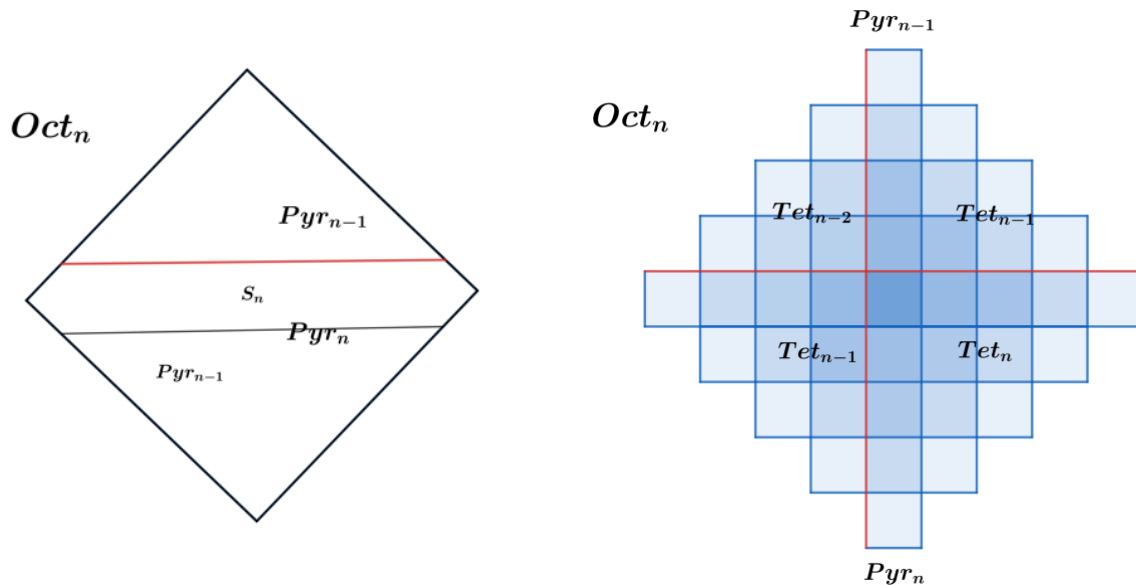 Oct_n
Pyr_{n-1}
S_n
Pyr_n
Pyr_{n-1}
Pyr_{n-1}
Oct_n
Tet_{n-2}
Tet_{n-1}
Tet_{n-1}
Tet_n
Pyr_n